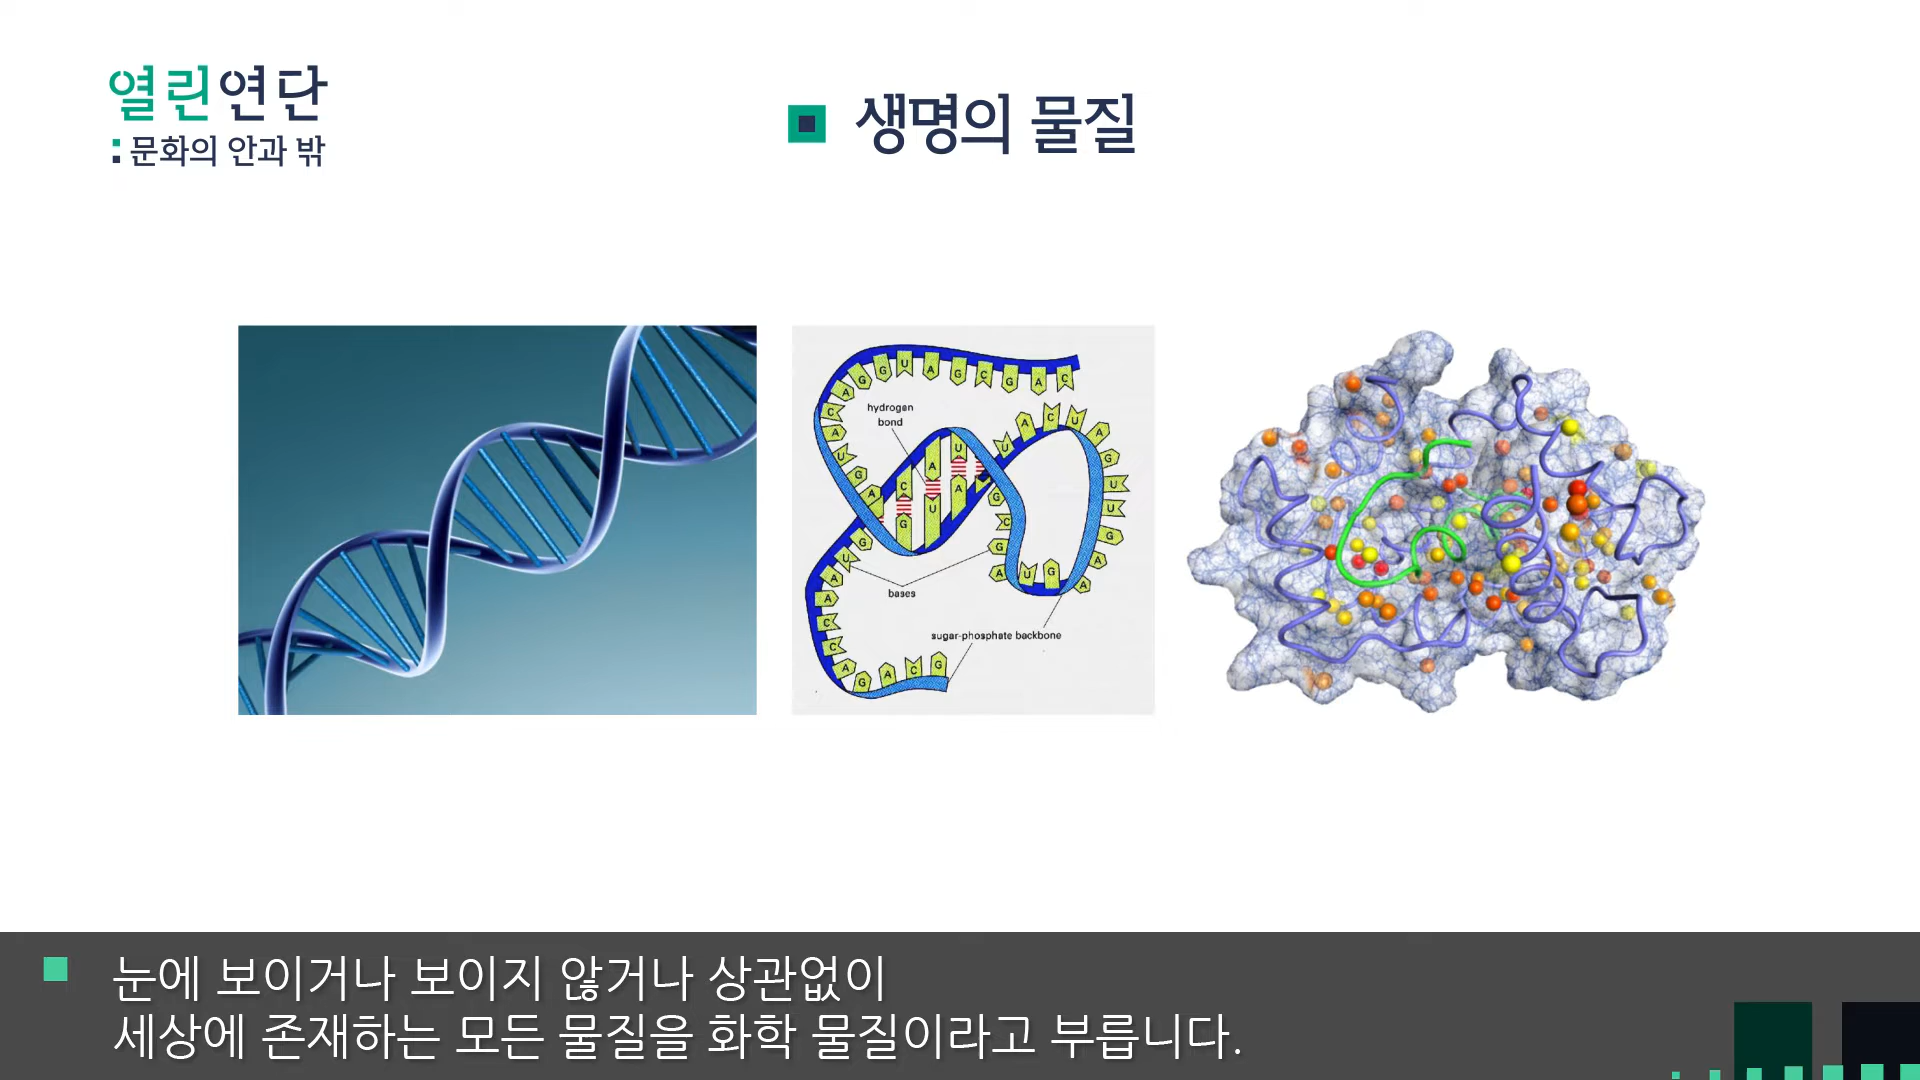 열린연단
문화의 안과 밖
생명의 물질
hydrogen
bond
bases
sugar-phosphate backbone
눈에 보이거나 보이지 않거나 상관없이
세상에 존재하는 모든 물질을 화학 물질이라고 부릅니다.